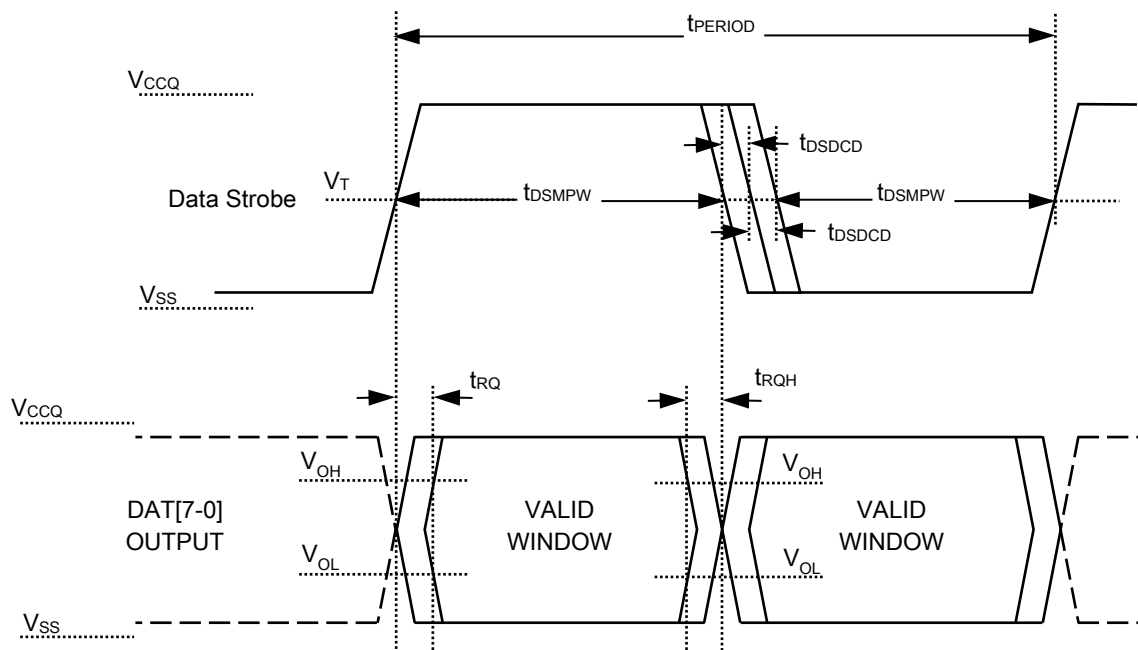 tPERIOD
VCCQ
tDSDCD
Data Strobe
VT
tDSMPW
tDSMPW
tDSDCD
VSS
tRQ
tRQH
VCCQ
VOH
VOH
DAT[7-0]
OUTPUT
VALID
WINDOW
VALID
WINDOW
VOL
VOL
VSS